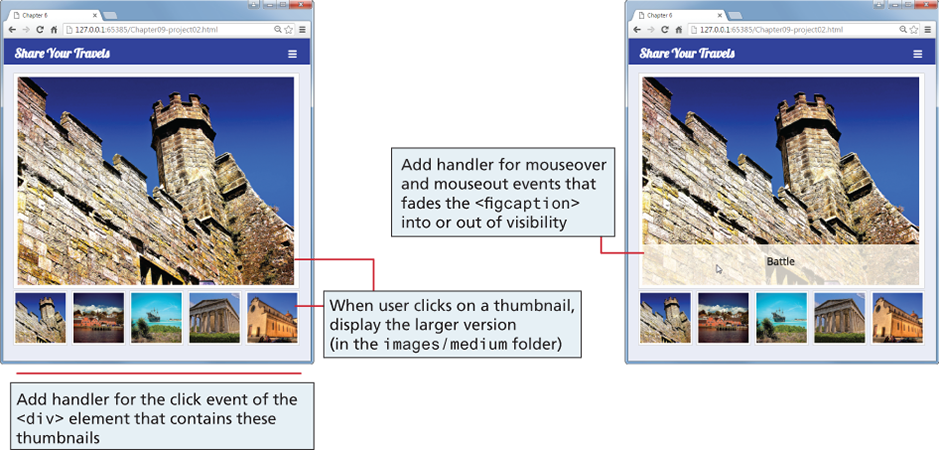 Chapter 6
127.0.0.1:65385/Chapter09-project02.html
Share Your Travels
Chapter 6
127.0.0.1:65385/Chapter09-project02.html
Share Your Travels
Add handler for mouseover
and mouseout events that
fades the <figcaption>
into or out of visibility
Battle
When user clicks on a thumbnail,
display the larger version
(in the images/medium folder)
Add handler for the click event of the
<div> element that contains these
thumbnails